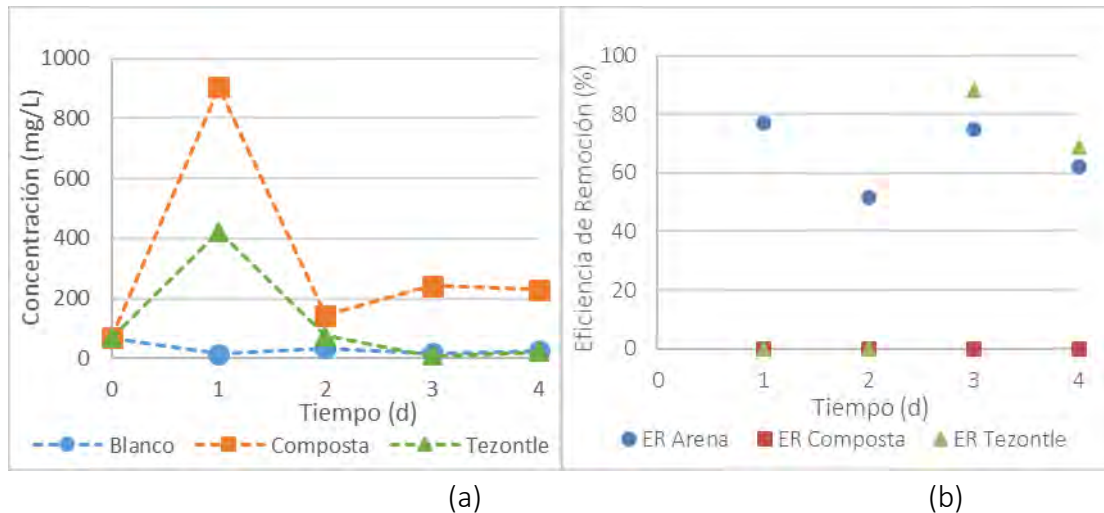 Concentración (mg/L)
1000
800
600
400
200
0
0 1 2 3 4
Tiempo (d)
Blanco Composta Tezontle
(a)
Eficiencia de Remoción (%)
100
80
60
40
20
0
0 1 2 3 4
Tiempo (d)
ER Arena ER Composta ER Tezontle
(b)